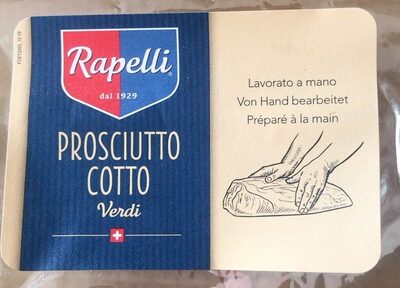 Rapelli
dal 1929
PROSCIUTTO
COTTO
Verdi
Lavorato a mano
Von Hand bearbeitet
Préparé à la main